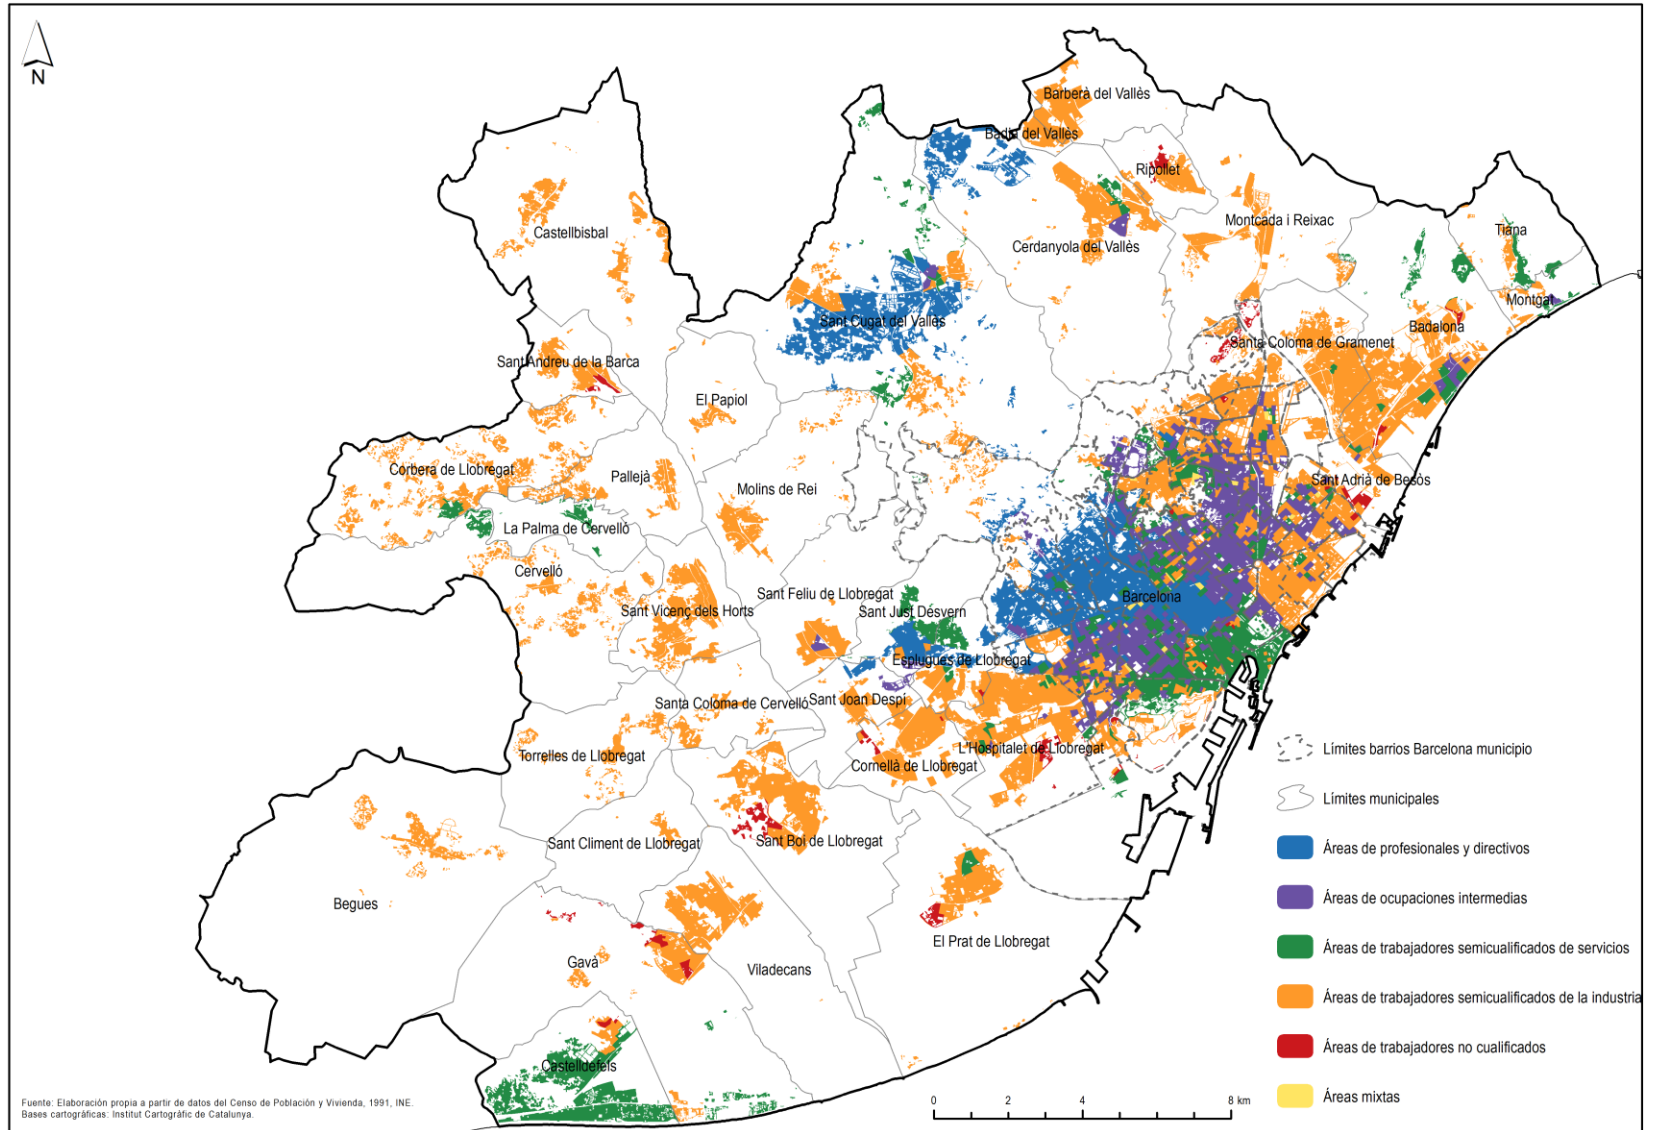 N
Barberà del Vallès
Badia del Vallès
Ripollet
Castellbisbal
Cerdanyola del Vallès
Montcada i Reixac
Tiana
Montgat
Sant Cugat del Vallès
Badalona
Santa Coloma de Gramenet
Sant Andreu de la Barca
El Papiol
Corbera de Llobregat
Pallejà
Molins de Rei
Sant Adrià de Besòs
La Palma de Cervelló
Cervelló
Sant Vicenç dels Horts
Sant Feliu de Llobregat
Sant Just Désvern
Barcelona
Esplugues de Llobregat
Santa Coloma de Cervelló
Sant Joan Despí
Torrelles de Llobregat
L'Hospitalet de Llobregat
Cornellà de Llobregat
Sant Climent de Llobregat
Sant Boi de Llobregat
Begues
El Prat de Llobregat
Gavà
Viladecans
Castelldefels
Límites barrios Barcelona municipio
Límites municipales
Áreas de profesionales y directivos
Áreas de ocupaciones intermedias
Áreas de trabajadores semicualificados de servicios
Áreas de trabajadores semicualificados de la industria
Áreas de trabajadores no cualificados
Áreas mixtas
0 2 4 8 km
Fuente: Elaboración propia a partir de datos del Censo de Población y Vivienda, 1991, INE.
Bases cartográficas: Institut Cartogràfic de Catalunya.